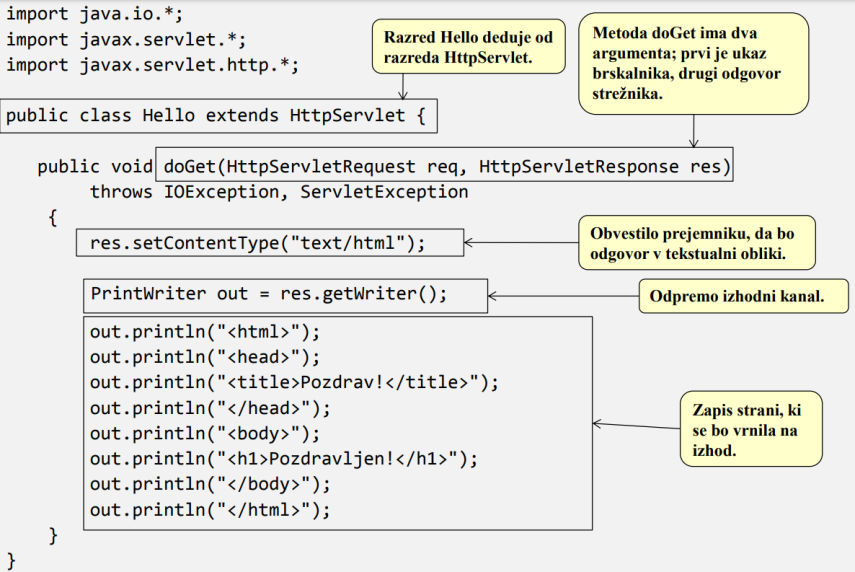 import java.io.*;
import javax.servlet.*;
import javax.servlet.http.*;
Razred Hello deduje od
razreda HttpServlet.
Metoda doGet ima dva
argumenta; prvi je ukaz
brskalnika, drugi odgovor
strežnika.
public class Hello extends HttpServlet {
public void doGet(HttpServletRequest req, HttpServletResponse res)
throws IOException, ServletException
{
res.setContentType("text/html");
Obvestilo prejemniku, da bo
odgovor v tekstualni obliki.
PrintWriter out = res.getWriter();
Odpremo izhodni kanal.
out.println("<html>");
out.println("<head>");
out.println("<title>Pozdrav!</title>");
out.println("</head>");
out.println("<body>");
out.println("<h1>Pozdravljen!</h1>");
out.println("</body>");
out.println("</html>");
Zapis strani, ki
se bo vrnila na
izhod.
}
}